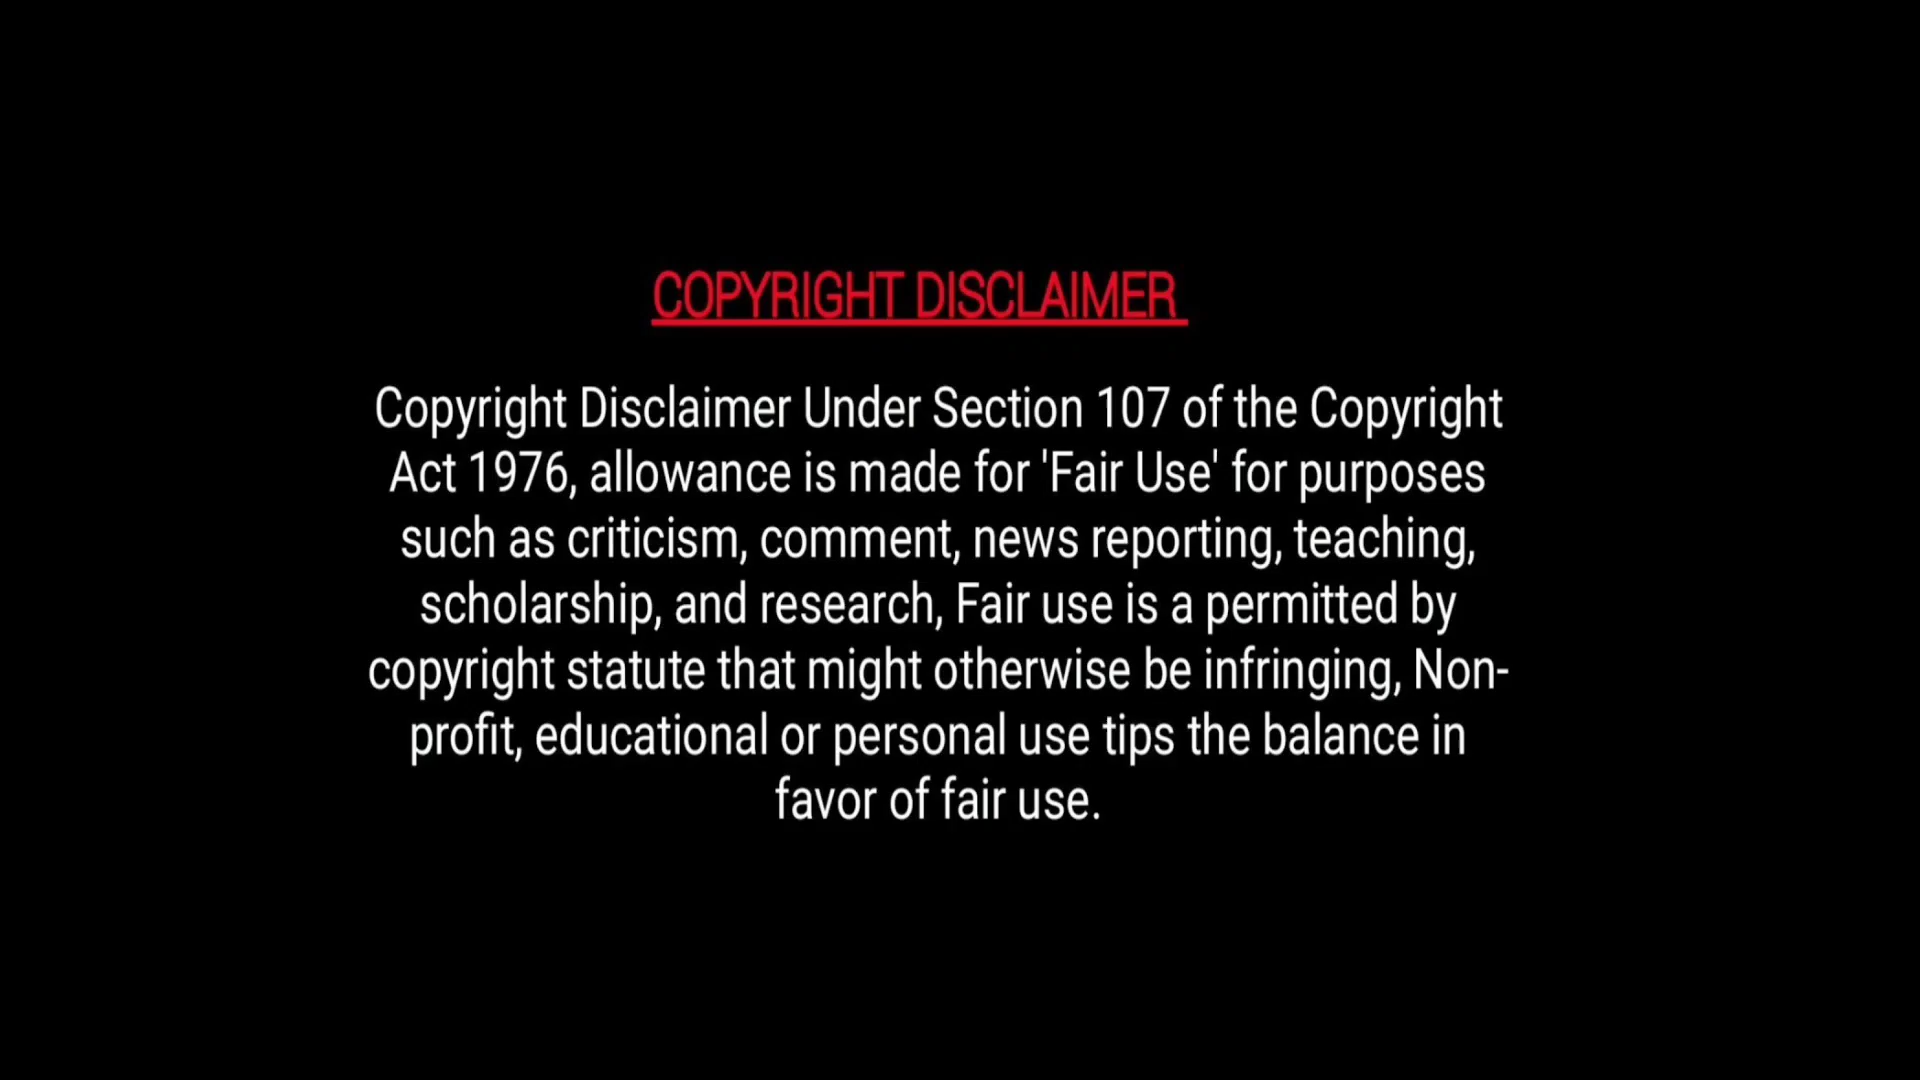 COPYRIGHT DISCLAIMER
Copyright Disclaimer Under Section 107 of the Copyright
Act 1976, allowance is made for 'Fair Use' for purposes
such as criticism, comment, news reporting, teaching,
scholarship, and research, Fair use is a permitted by
copyright statute that might otherwise be infringing, Non-
profit, educational or personal use tips the balance in
favor of fair use.